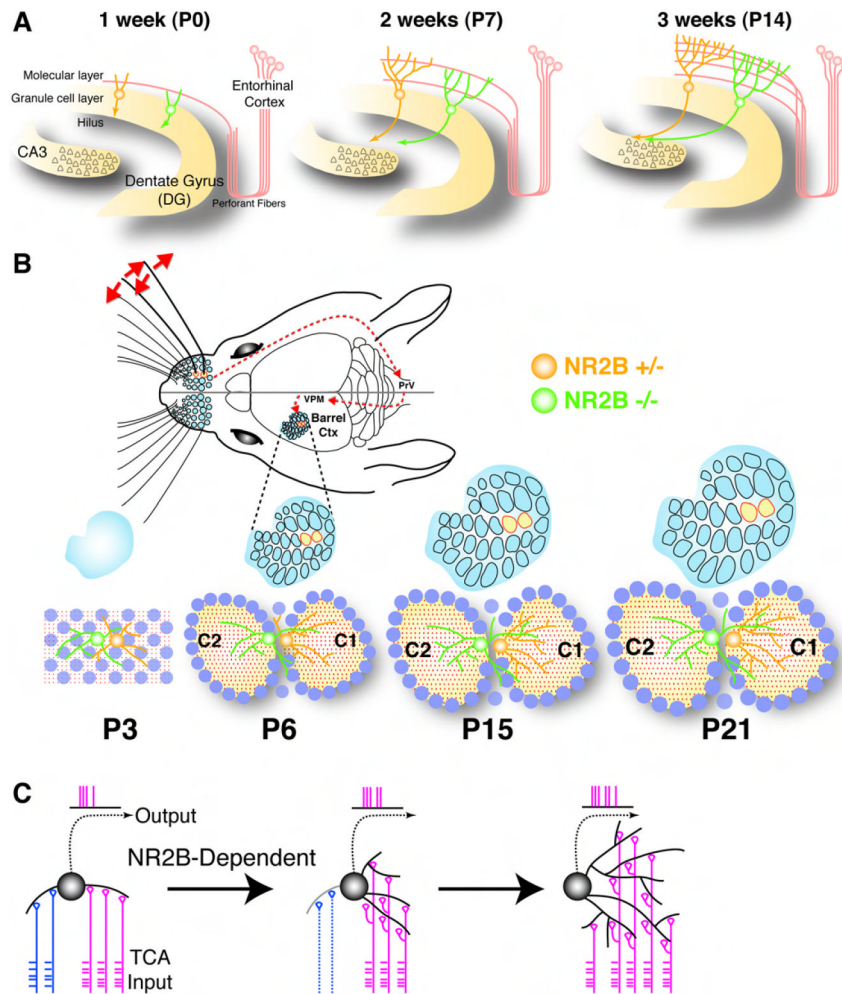 A
1 week (P0)
2 weeks (P7)
3 weeks (P14)
Molecular layer
Granule cell layer
Hilus
CA3
Dentate Gyrus
(DG)
Entorhinal
Cortex
Perforant Fibers
B
PrV
VPM
Barrel
Ctx
NR2B +/-
NR2B -/-
C2
C1
C2
C1
C2
C1
P3
P6
P15
P21
C
Output
NR2B-Dependent
TCA
Input